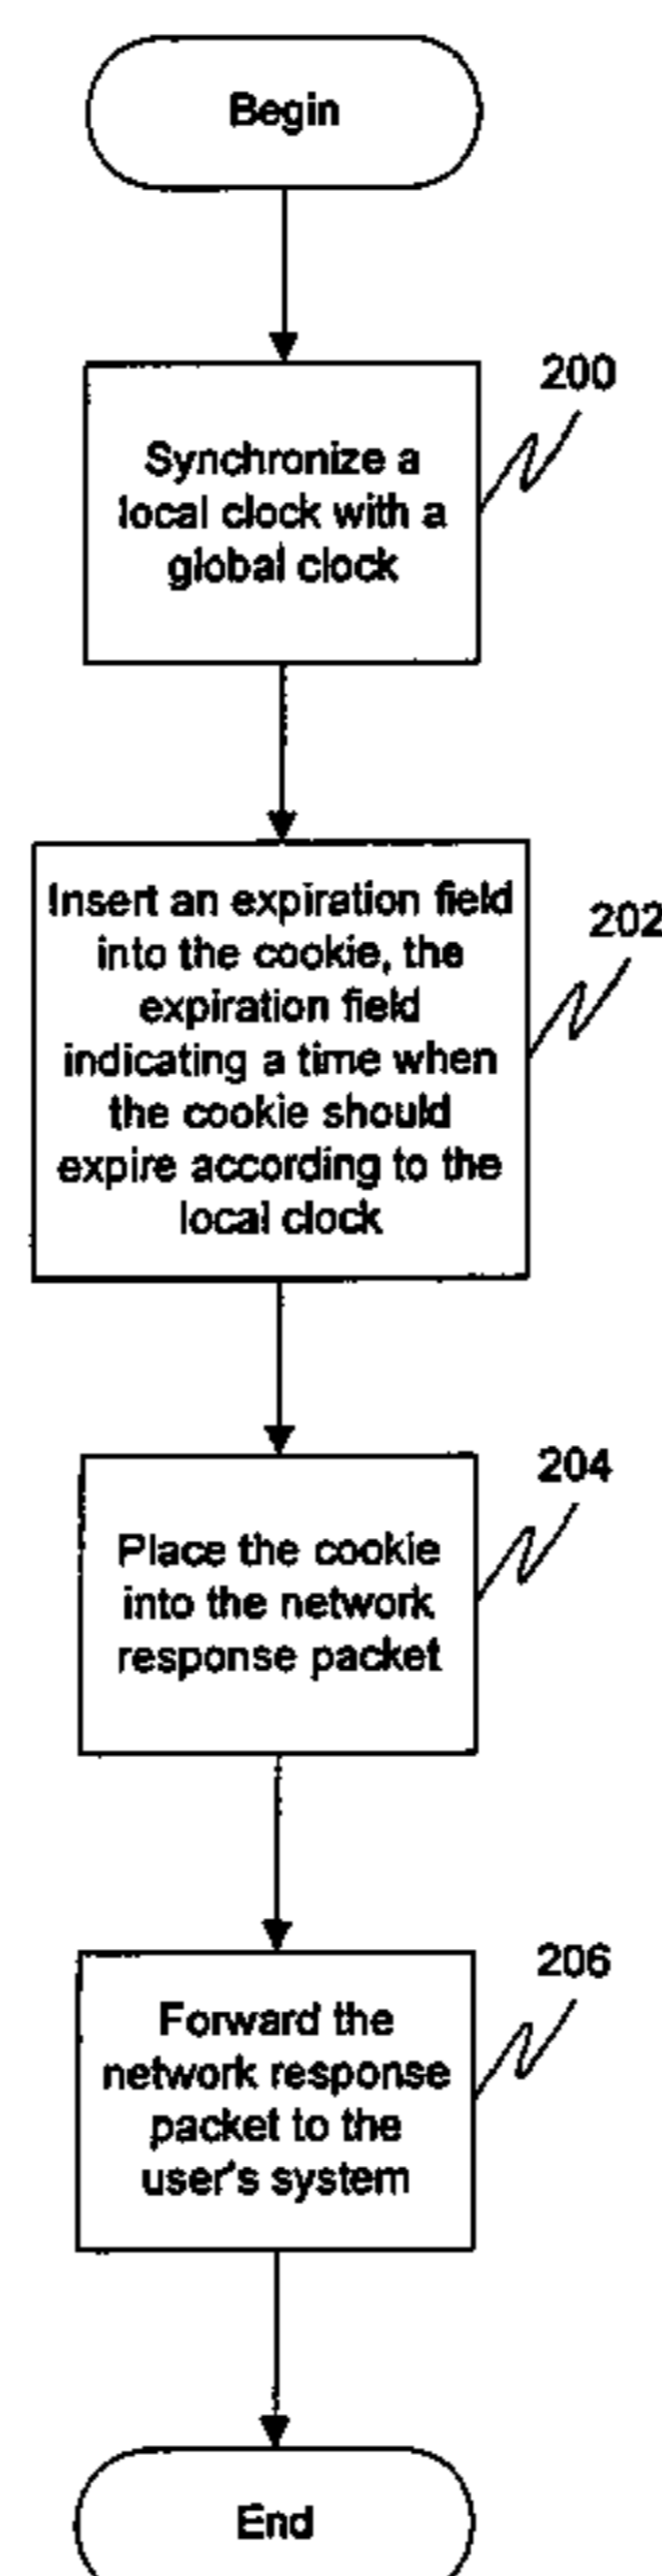 Begin
200
Synchronize a
local clock with a
global clock
202
Insert an expiration field
into the cookie, the
expiration field
indicating a time when
the cookie should
expire according to the
local clock
204
Place the cookie
into the network
response packet
206
Forward the
network response
packet to the
user's system
End